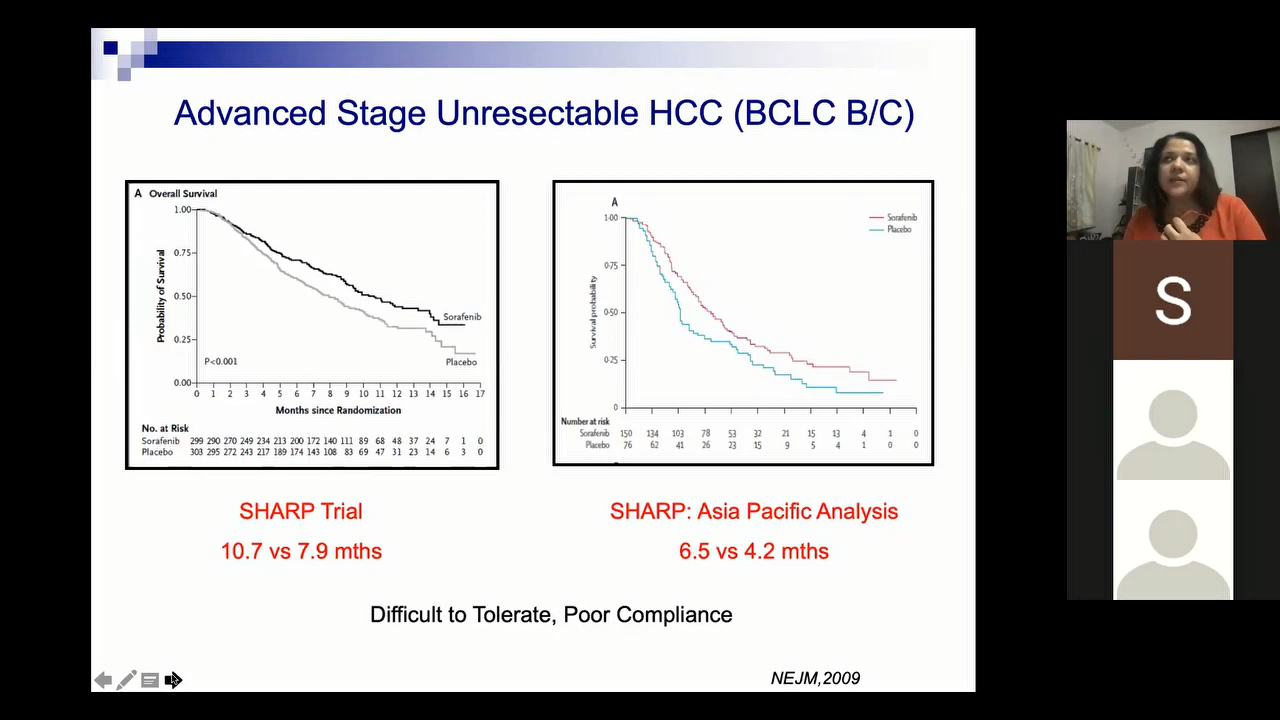 Advanced Stage Unresectable HCC (BCLC B/C)
A Overall Survival
1.00
0.75
0.50
0.25
0.00
Probability of Survival
Sorafenib
Placebo
P<0.001
0 1 2 3 4 5 6 7 8 9 10 11 12 13 14 15 16 17
Months since Randomization
No. at Risk
Sorafenib 299 290 270 249 234 213 200 172 140 111 89 68 48 37 24 7 1 0
Placebo 303 295 272 243 217 189 174 143 108 83 69 47 31 23 14 6 3 0
A
Sorafenib
Placebo
1·00
0·75
0·50
0·25
0
Survival probability
Number at risk
Sorafenib 150 134 103 78 53 32 21 15 13 4 1 0
Placebo 76 62 41 26 23 15 9 5 4 1 0 0
SHARP Trial
10.7 vs 7.9 mths
SHARP: Asia Pacific Analysis
6.5 vs 4.2 mths
Difficult to Tolerate, Poor Compliance
NEJM,2009
S